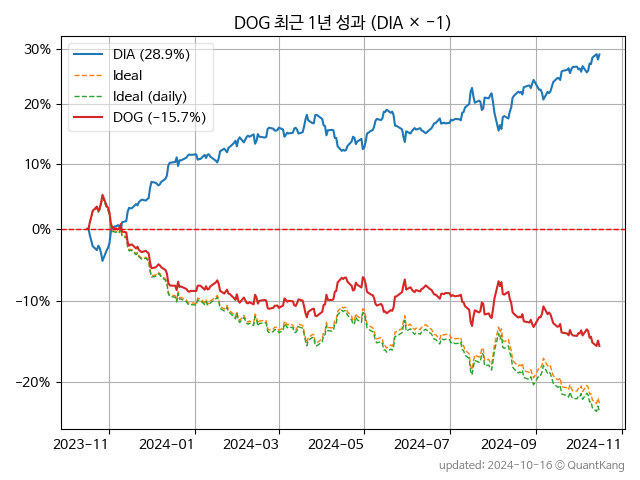 DOG 최근 1년 성과 (DIA × −1)
DIA (28.9%)
Ideal
Ideal (daily)
DOG (−15.7%)
30%
20%
10%
0%
−10%
−20%
2023-11
2024-01
2024-03
2024-05
2024-07
2024-09
2024-11
updated: 2024-10-16 © QuantKang